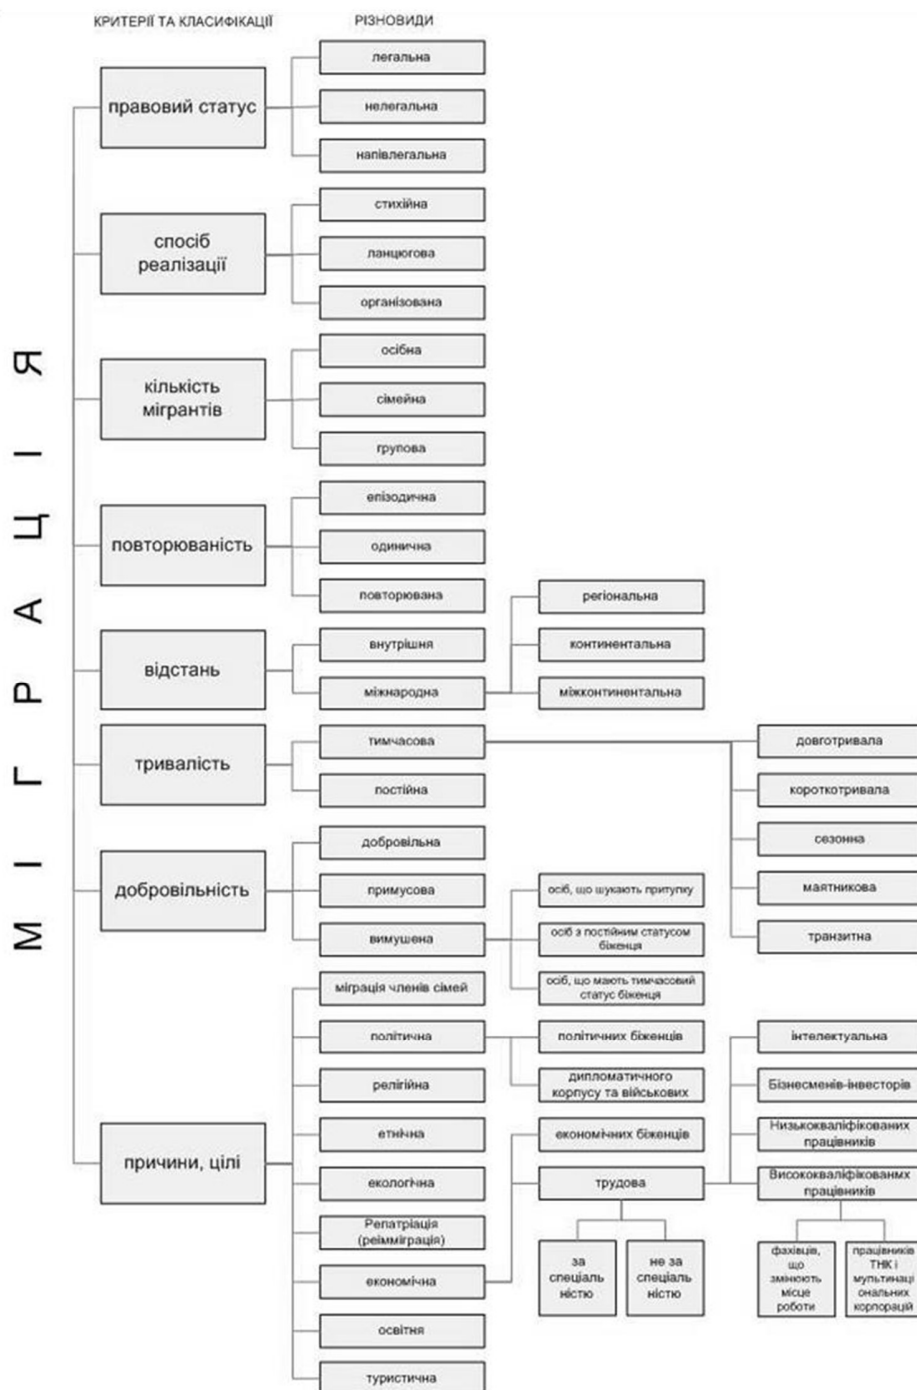 КРИТЕРІЇ ТА КЛАСИФІКАЦІЇ
РІЗНОВИДИ
МІГРАЦІЯ
правовий статус
легальна
нелегальна
напівлегальна
спосіб
реалізації
стихійна
ланцюгова
організована
кількість
мігрантів
осібна
сімейна
групова
повторюваність
епізодична
одинична
повторювана
відстань
внутрішня
міжнародна
регіональна
континентальна
міжконтинентальна
тривалість
тимчасова
постійна
довготривала
короткотривала
сезонна
маятникова
транзитна
добровільність
добровільна
примусова
вимушена
осіб, що шукають притулку
осіб з постійним статусом
біженця
осіб, що мають тимчасовий
статус біженця
причини, цілі
міграція членів сімей
політична
політичних біженців
дипломатичного
корпусу та військових
релігійна
етнічна
екологічна
Репатріація
(реімміграція)
економічна
економічних біженців
трудова
за
спеціаль
ністю
не за
спеціаль
ністю
інтелектуальна
Бізнесменів-інвесторів
Низькокваліфікованих
працівників
Висококваліфікованмх
працівників
фахівців,
що
змінюють
місце
роботи
працівників
ТНК і
мультинаці
ональних
корпорацій
освітня
туристична